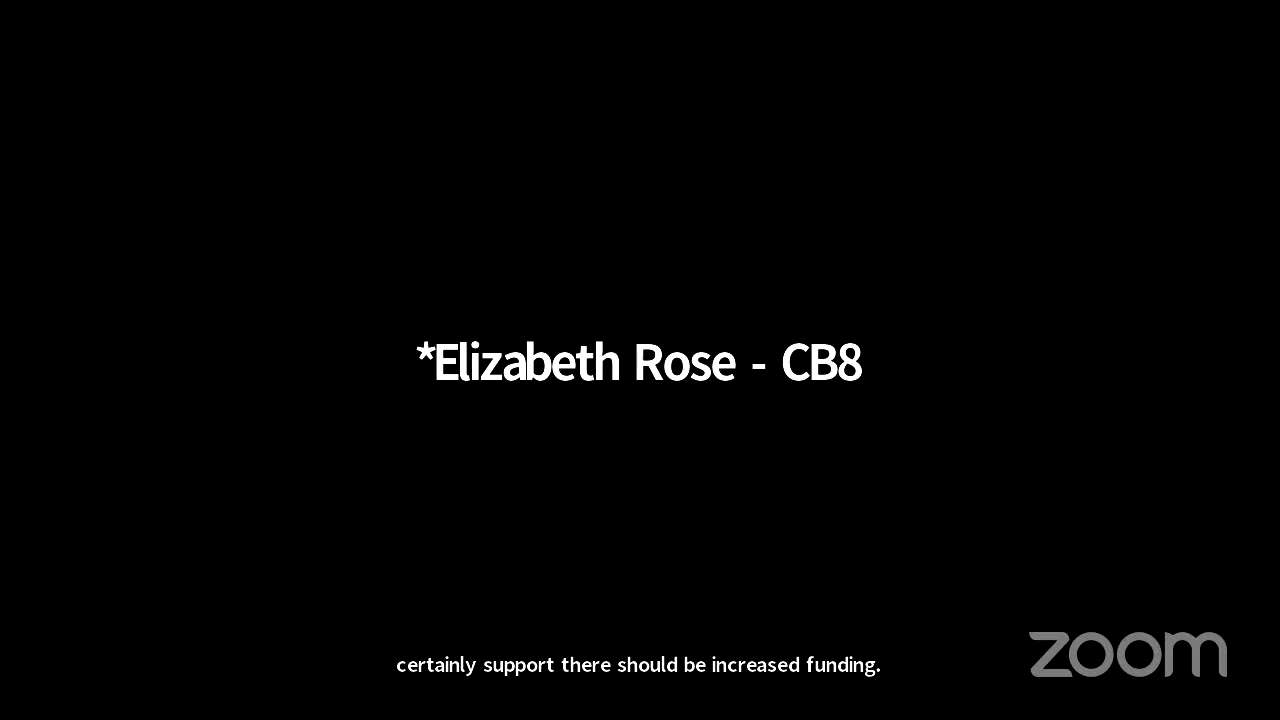 *Elizabeth Rose - CB8
certainly support there should be increased funding.
zoom